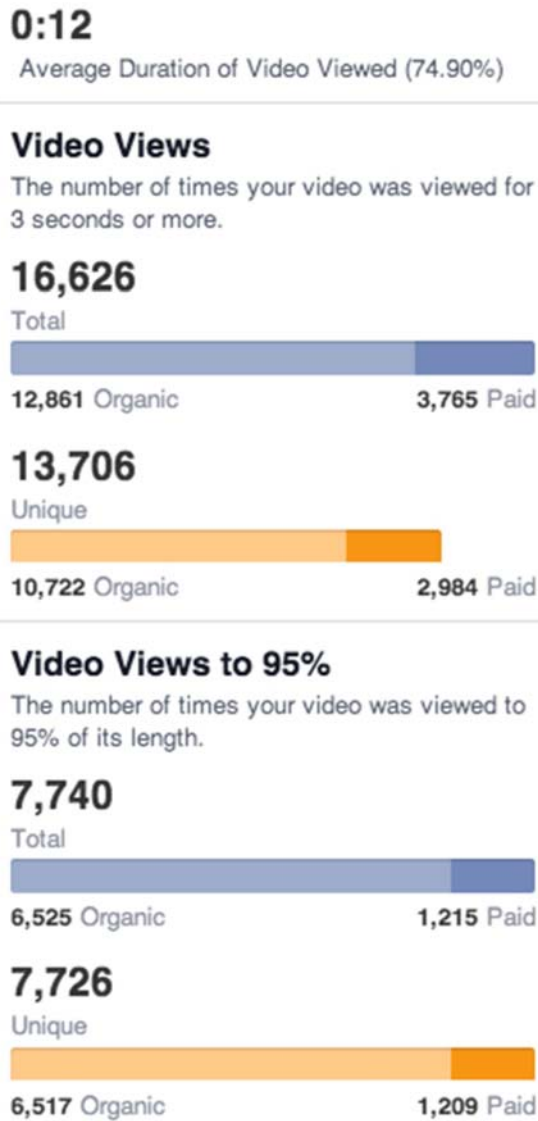 0:12
Average Duration of Video Viewed (74.90%)
Video Views
The number of times your video was viewed for
3 seconds or more.
16,626
Total
12,861 Organic 3,765 Paid
13,706
Unique
10,722 Organic 2,984 Paid
Video Views to 95%
The number of times your video was viewed to
95% of its length.
7,740
Total
6,525 Organic 1,215 Paid
7,726
Unique
6,517 Organic 1,209 Paid